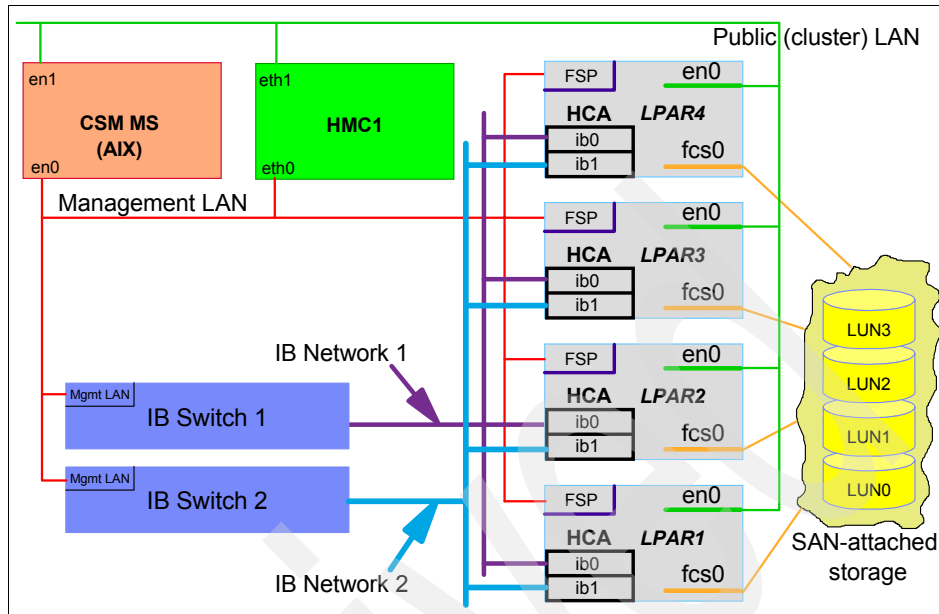 Public (cluster) LAN
en1
CSM MS
(AIX)
en0
eth1
HMC1
eth0
Management LAN
FSP
en0
HCA
LPAR4
ib0
ib1
fcs0
FSP
en0
HCA
LPAR3
ib0
ib1
fcs0
IB Network 1
FSP
en0
HCA
LPAR2
ib0
ib1
fcs0
Mgmt LAN
IB Switch 1
Mgmt LAN
IB Switch 2
IB Network 2
FSP
en0
HCA
LPAR1
ib0
ib1
fcs0
LUN3
LUN2
LUN1
LUN0
SAN-attached
storage